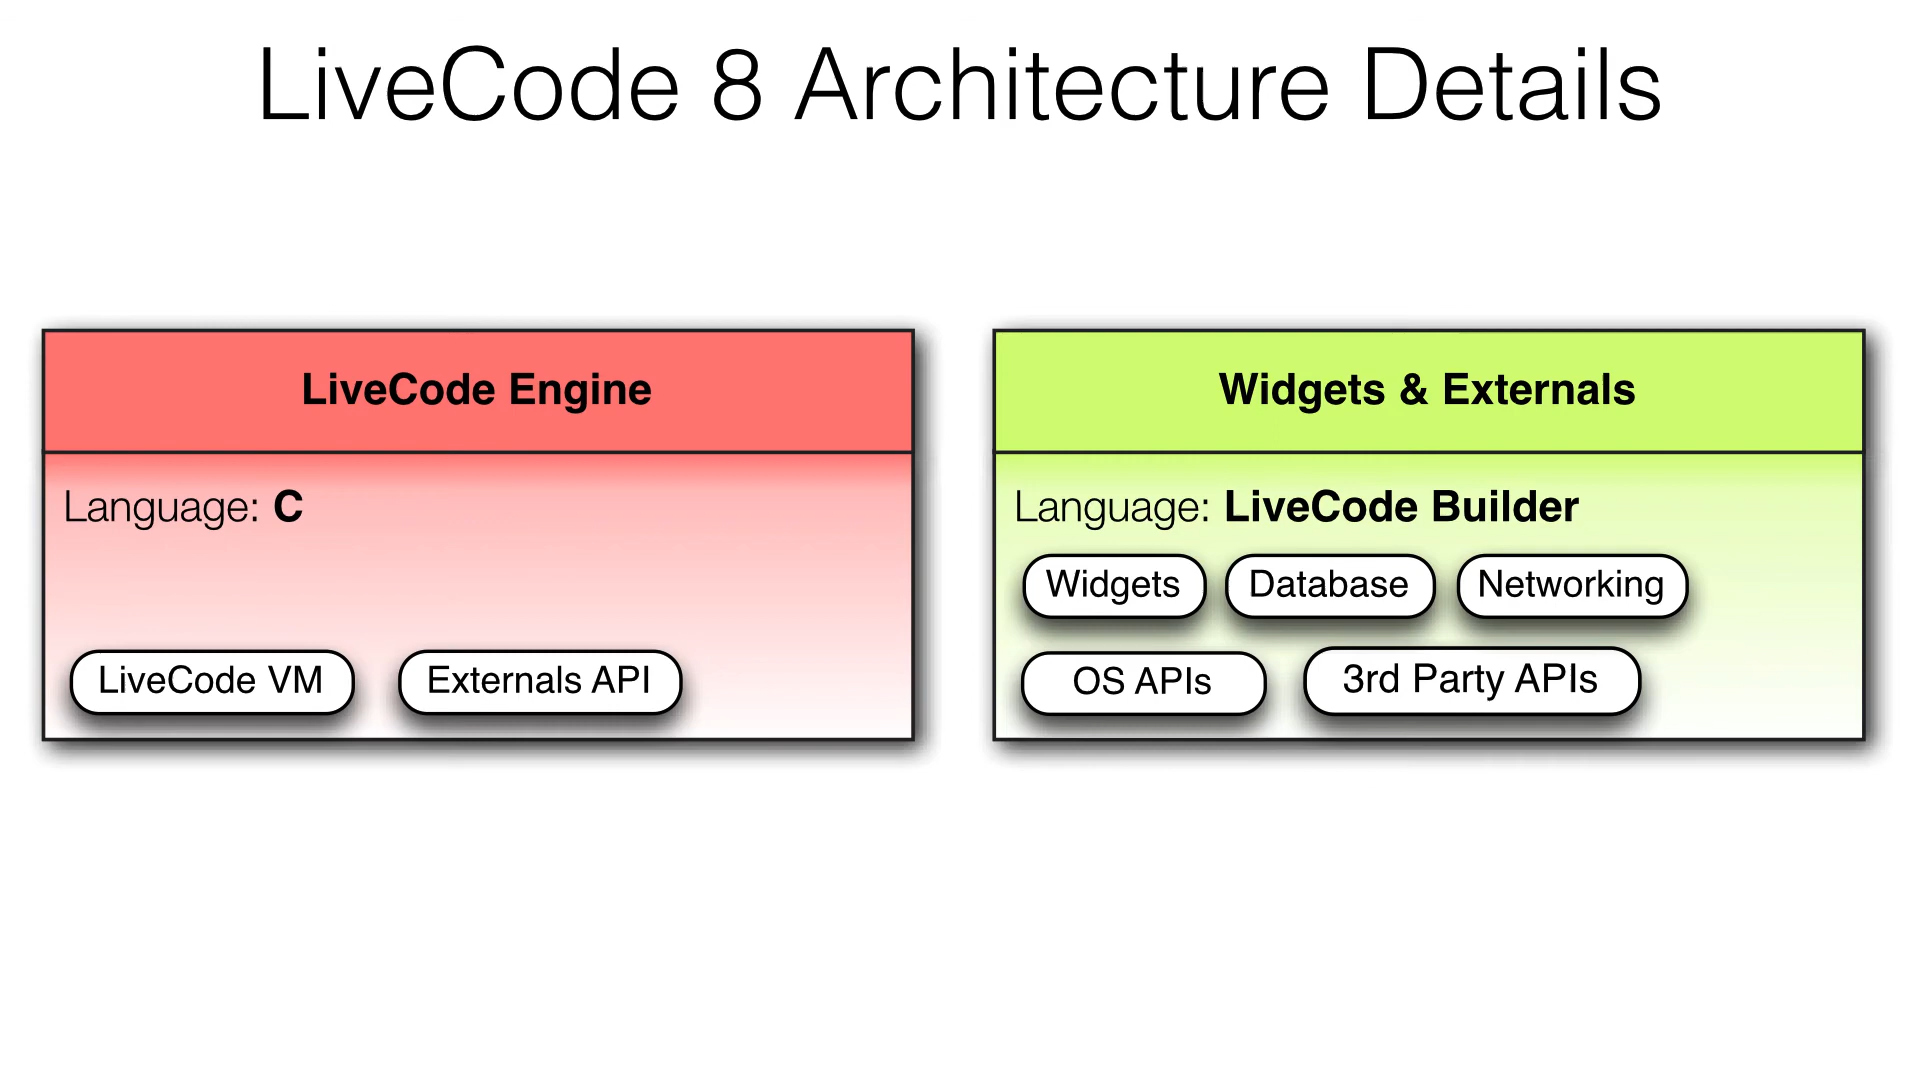 LiveCode 8 Architecture Details
LiveCode Engine
Language: C
LiveCode VM
Externals API
Widgets & Externals
Language: LiveCode Builder
Widgets
Database
Networking
OS APIs
3rd Party APIs